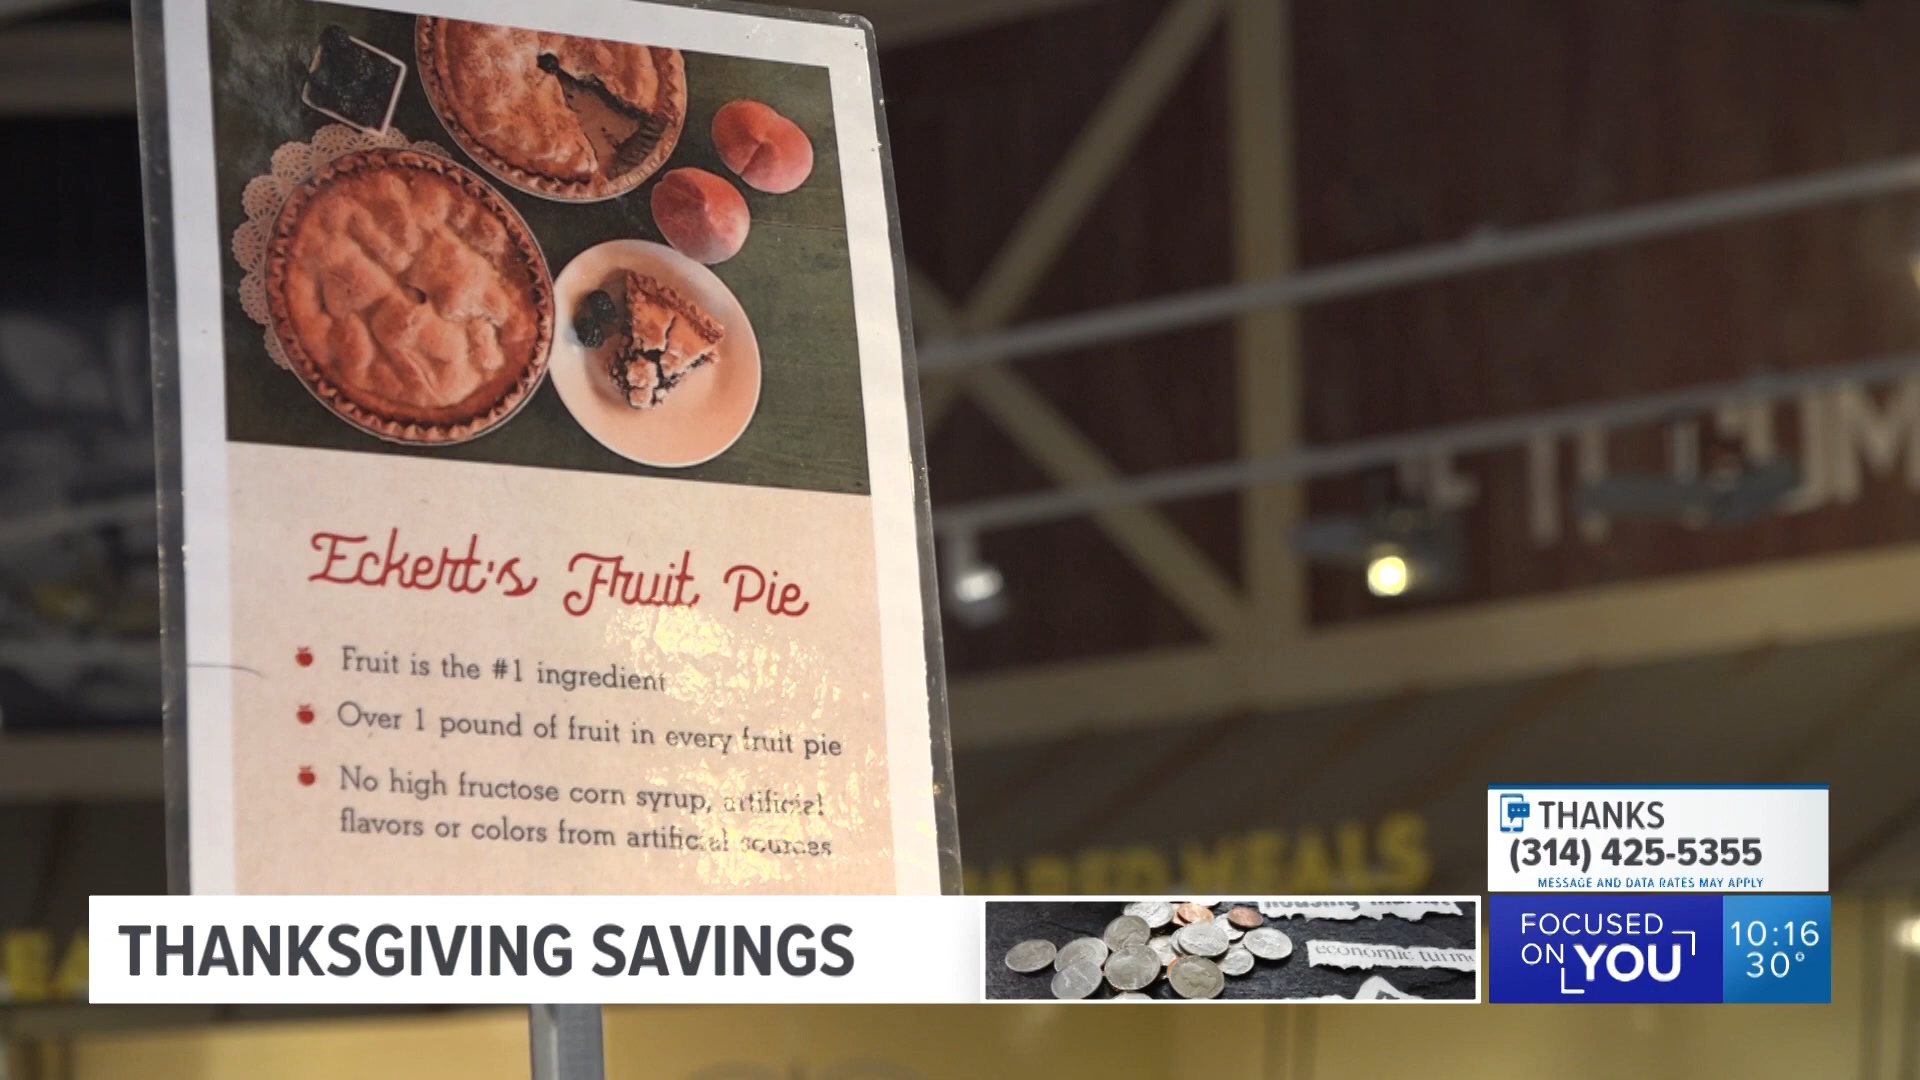 Eckert's Fruit Pie
Fruit is the #1 ingredient
Over 1 pound of fruit in every fruit pie
No high fructose corn syrup, artificial
flavors or colors from artificial sources
MEALS
THANKS
(314) 425-5355
MESSAGE AND DATA RATES MAY APPLY
THANKSGIVING SAVINGS
economic
FOCUSED
ON YOU
10:16
30°